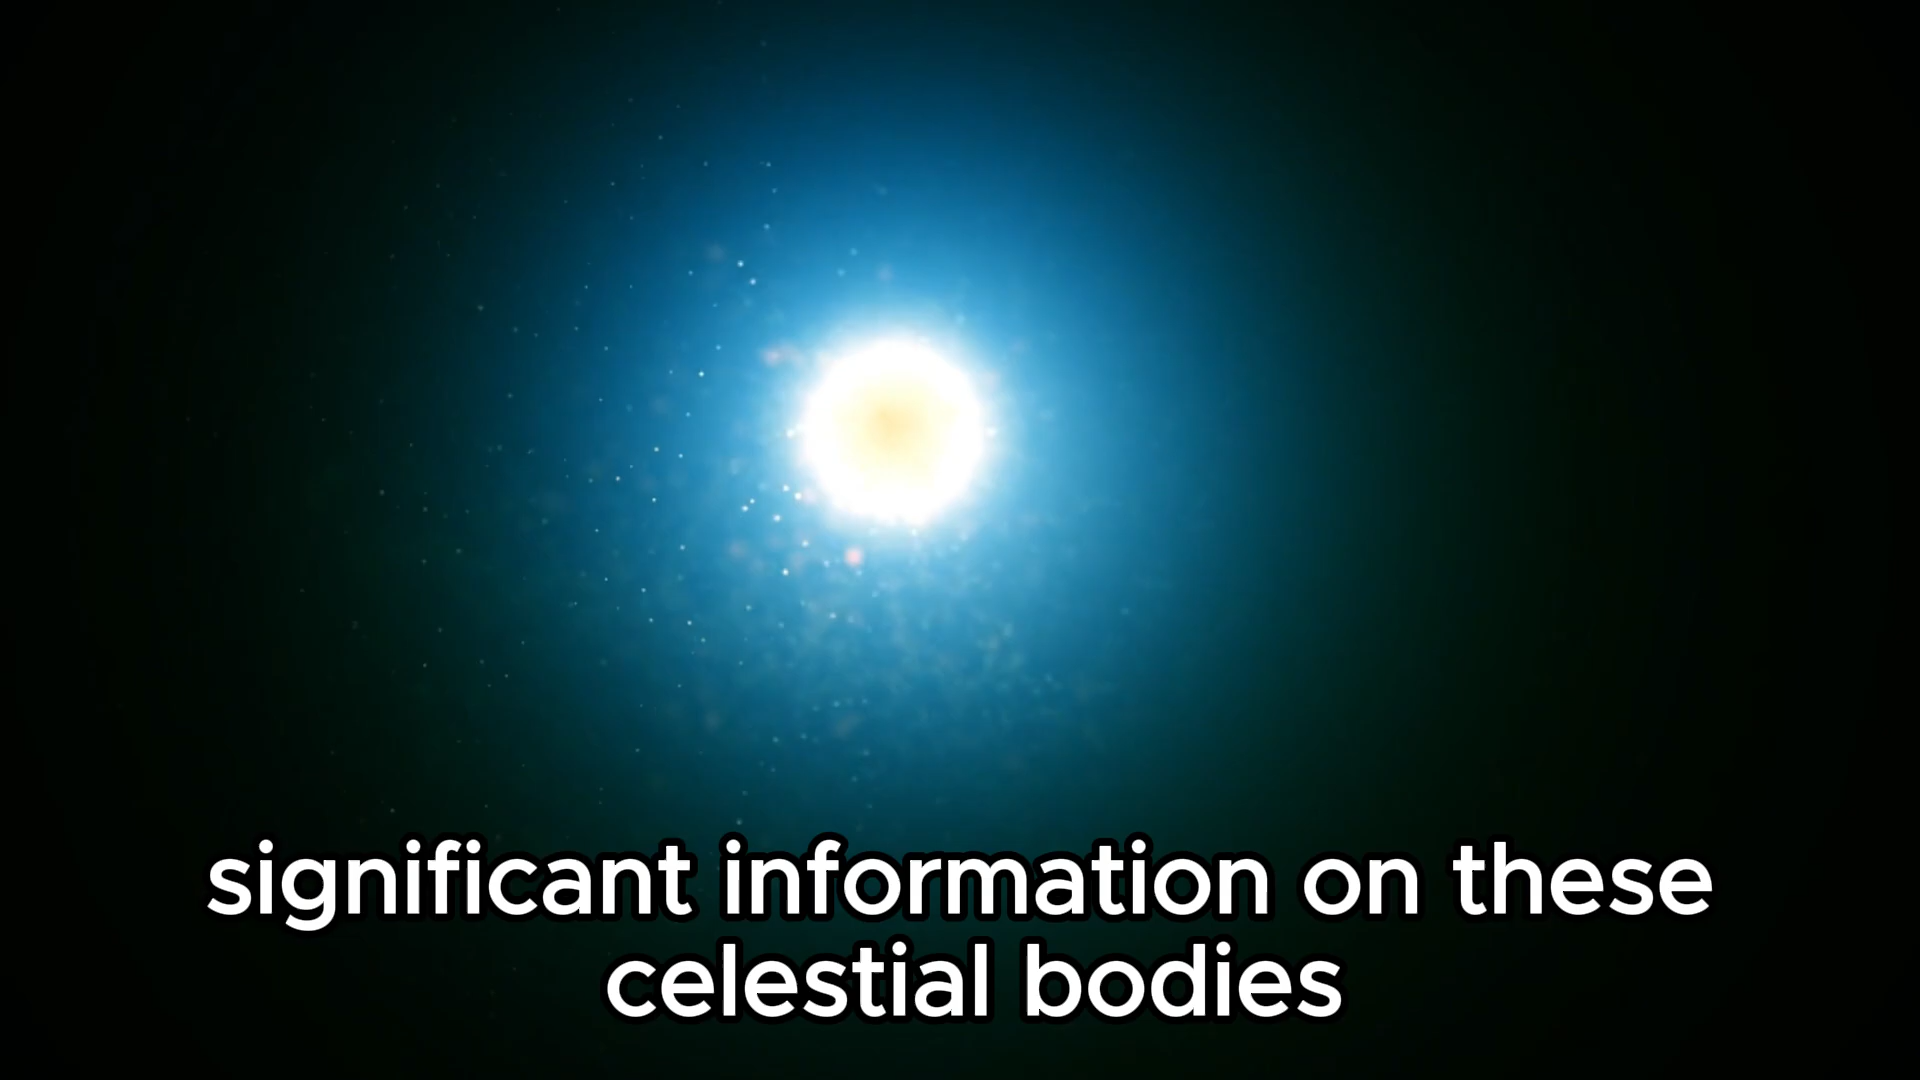 significant information on these
celestial bodies